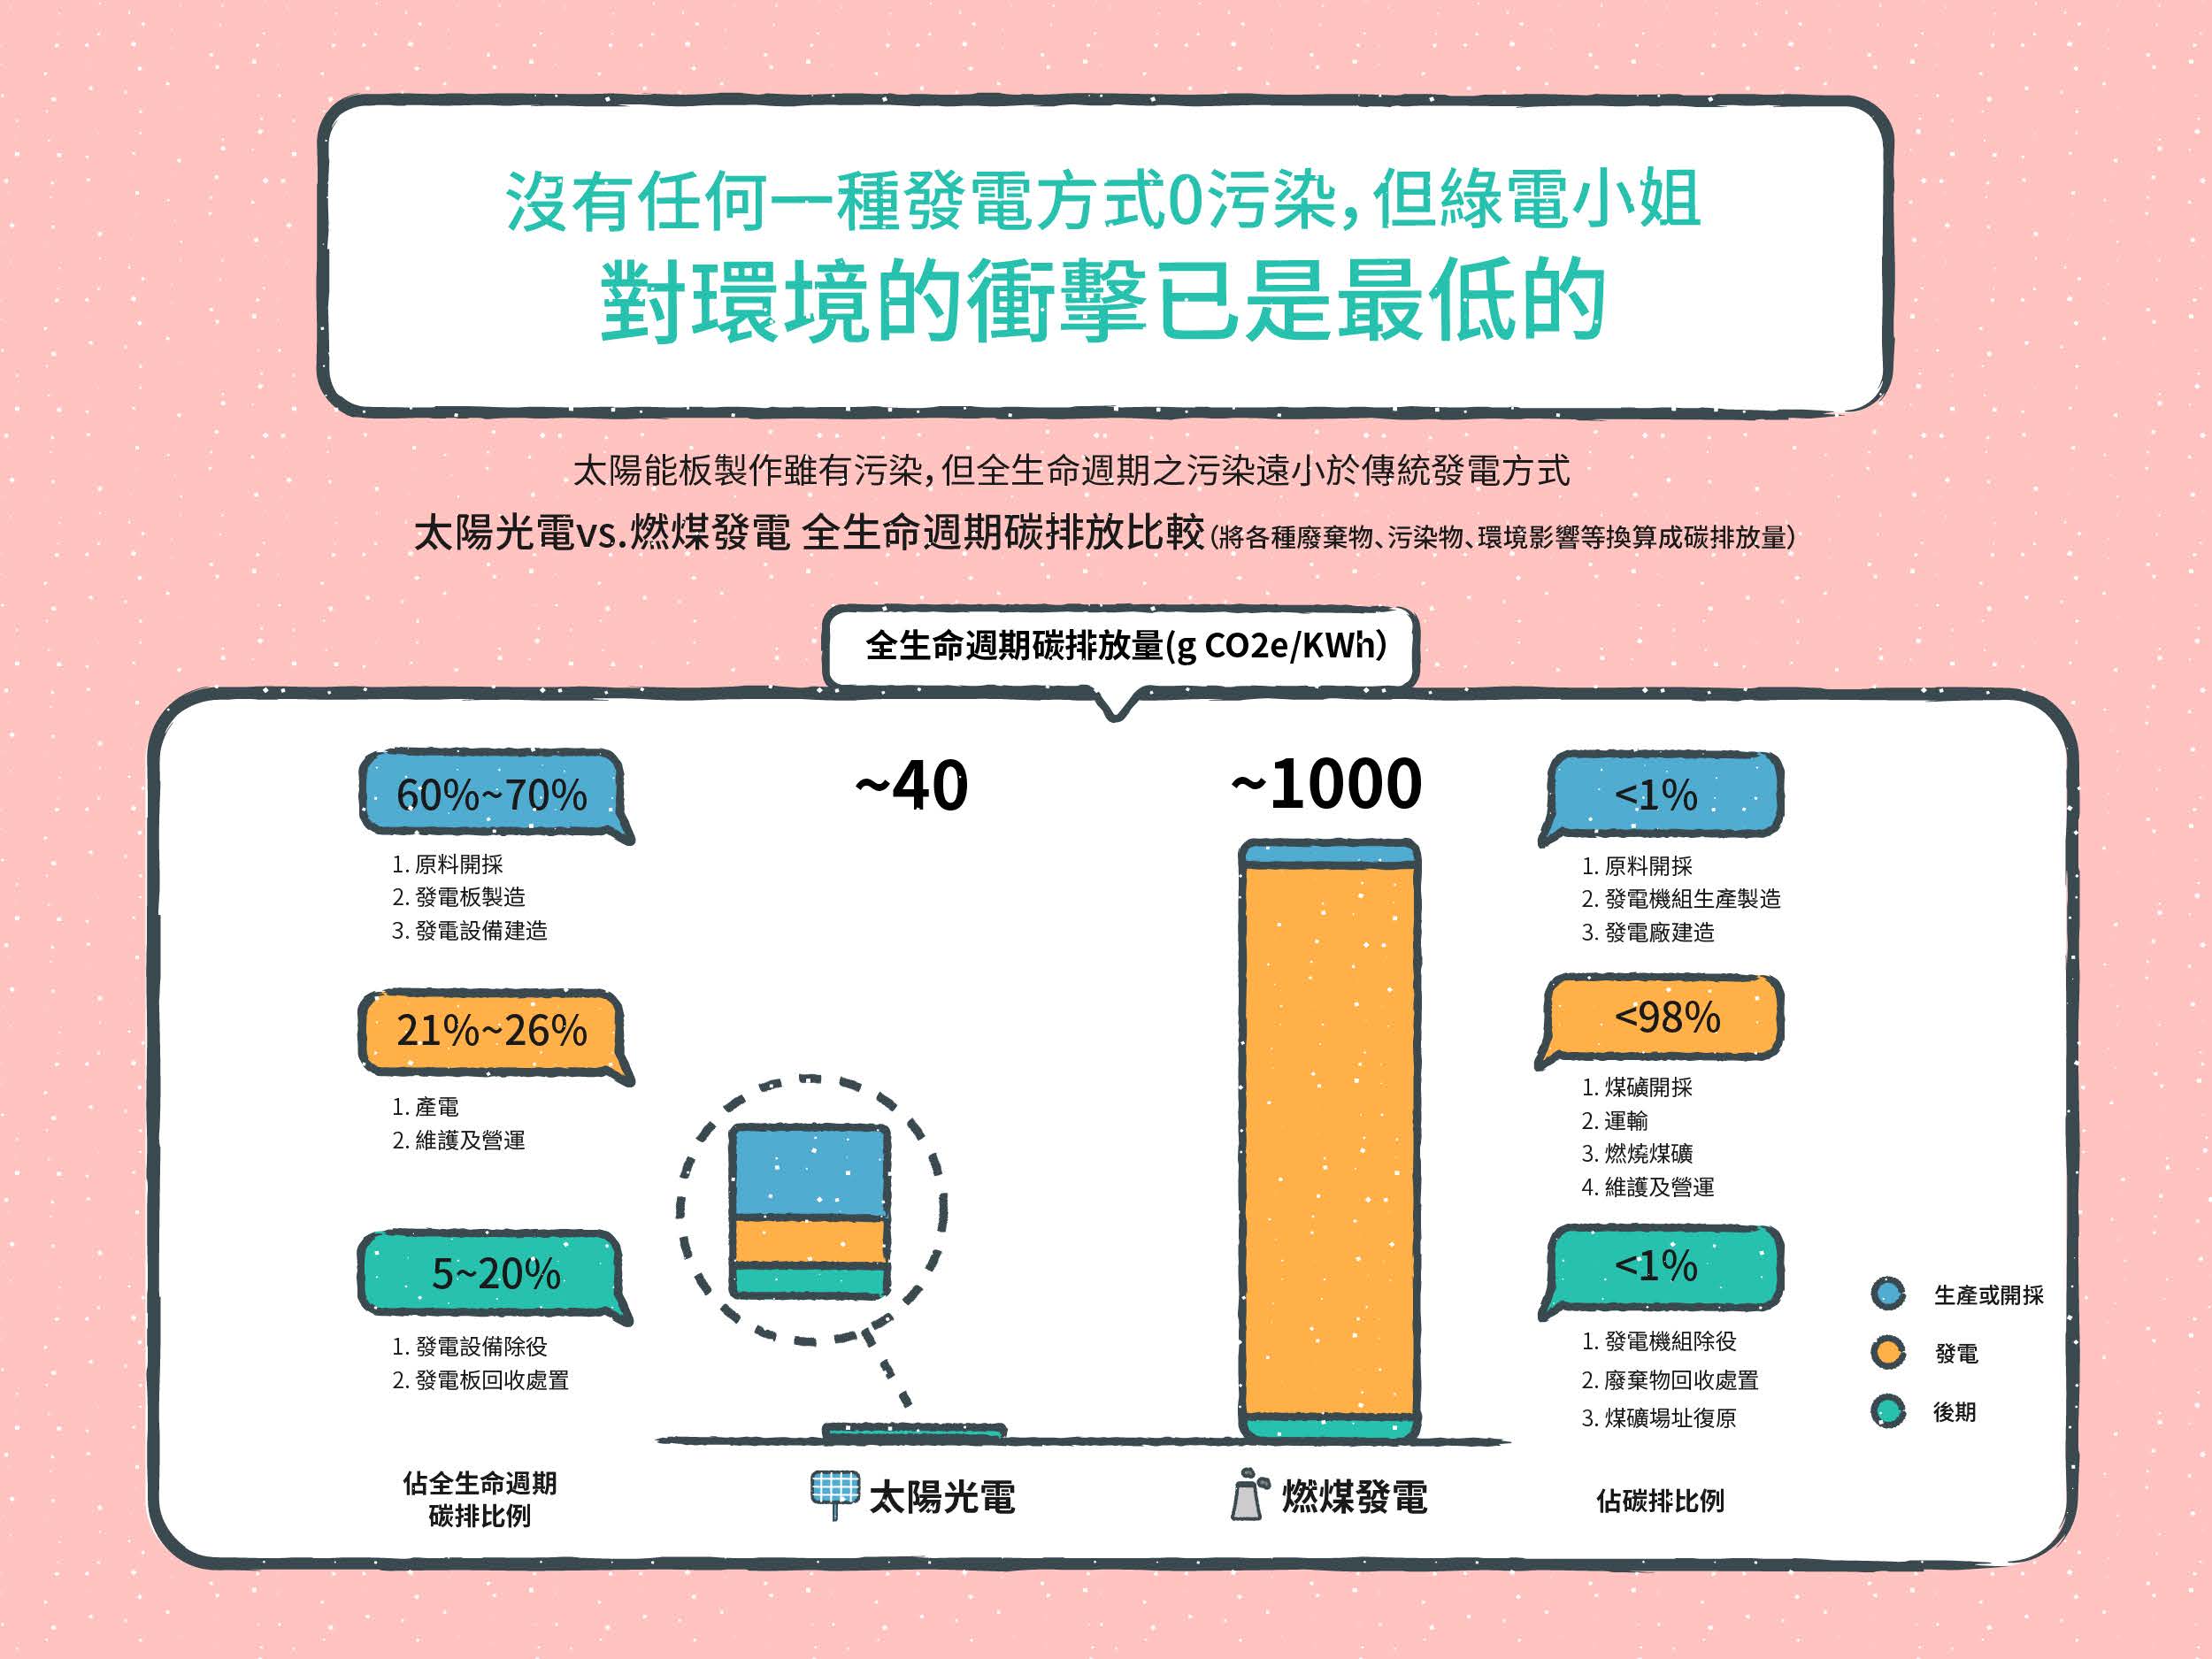 沒有任何一種發電方式0污染,但綠電小姐
對環境的衝擊已是最低的
太陽能板製作雖有污染,但全生命週期之污染遠小於傳統發電方式
太陽光電vs.燃煤發電 全生命週期碳排放比較(將各種廢棄物、污染物、環境影響等換算成碳排放量)
全生命週期碳排放量(g CO2e/KWh)
60%~70%
1. 原料開採
2. 發電板製造
3. 發電設備建造
21%~26%
1. 產電
2. 維護及營運
5~20%
1. 發電設備除役
2. 發電板回收處置
佔全生命週期
碳排比例
~40
太陽光電
~1000
燃煤發電
<1%
1. 原料開採
2. 發電機組生產製造
3. 發電廠建造
<98%
1. 煤礦開採
2. 運輸
3. 燃燒煤礦
4. 維護及營運
<1%
1. 發電機組除役
2. 廢棄物回收處置
3. 煤礦場址復原
佔碳排比例
生產或開採
發電
後期